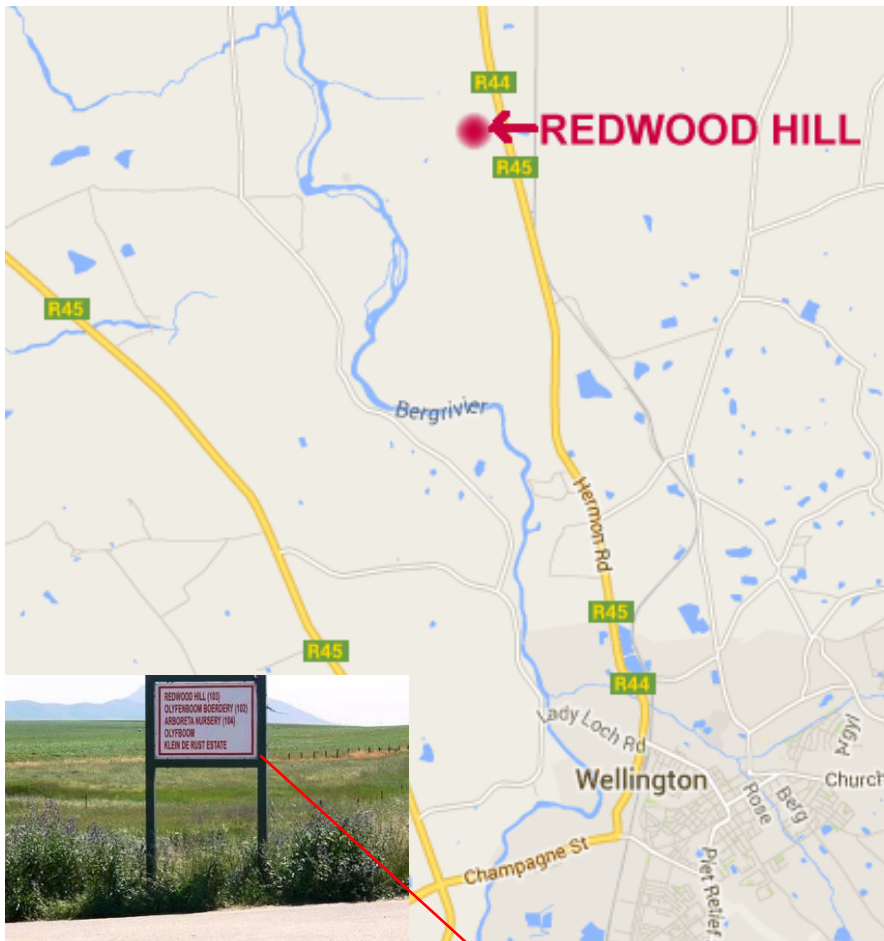 R44
REDWOOD HILL
R45
R45
Bergrivier
Hermon Rd
R45
R45
R44
Lady Loch Rd
Wellington
Argyl
Church
Rose
Berg
Champagne St
Piet Retief
REDWOOD HILL (103)
OLYFENBOOM BOERDERY (102)
ARBORETA NURSERY (104)
OLYFBOOM
KLEIN DE RUST ESTATE